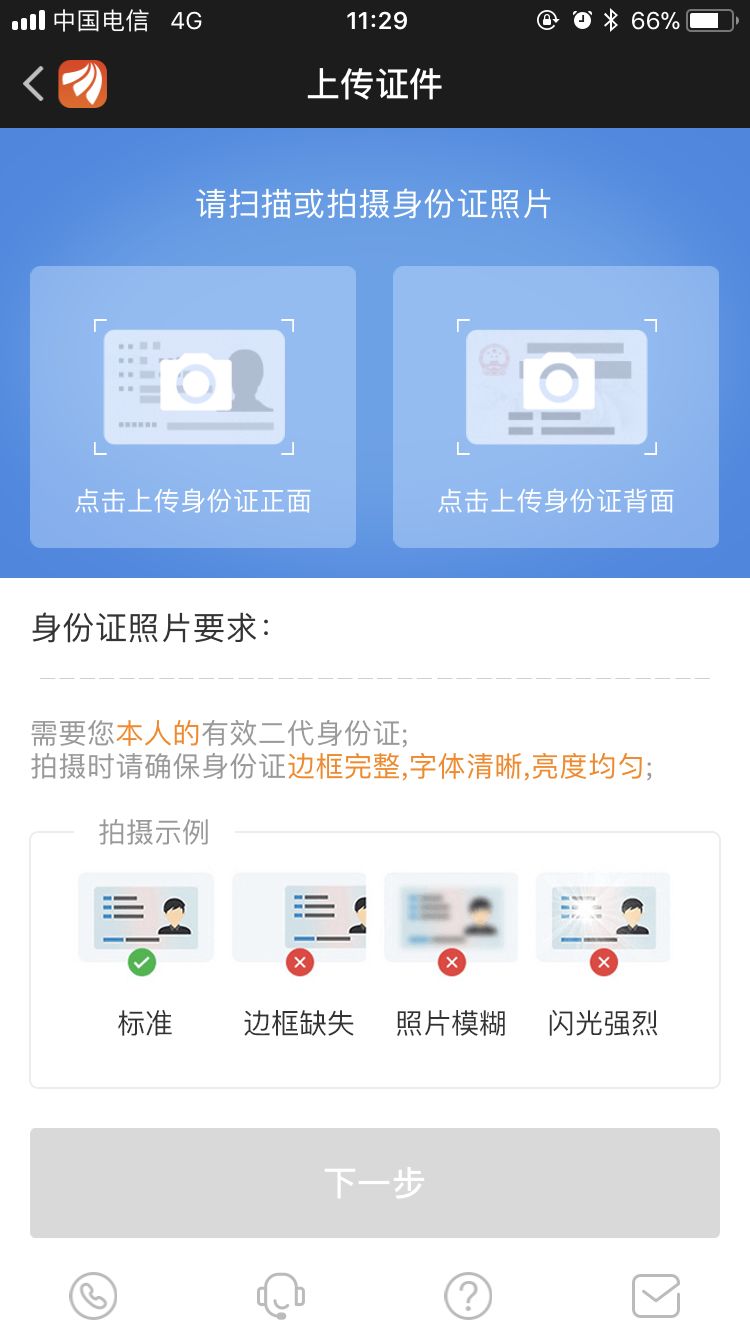 中国电信 4G 11:29 66%
上传证件
请扫描或拍摄身份证照片
点击上传身份证正面 点击上传身份证背面
身份证照片要求:
需要您本人的有效二代身份证;
拍摄时请确保身份证边框完整,字体清晰,亮度均匀;
拍摄示例
标准 边框缺失 照片模糊 闪光强烈
下一步